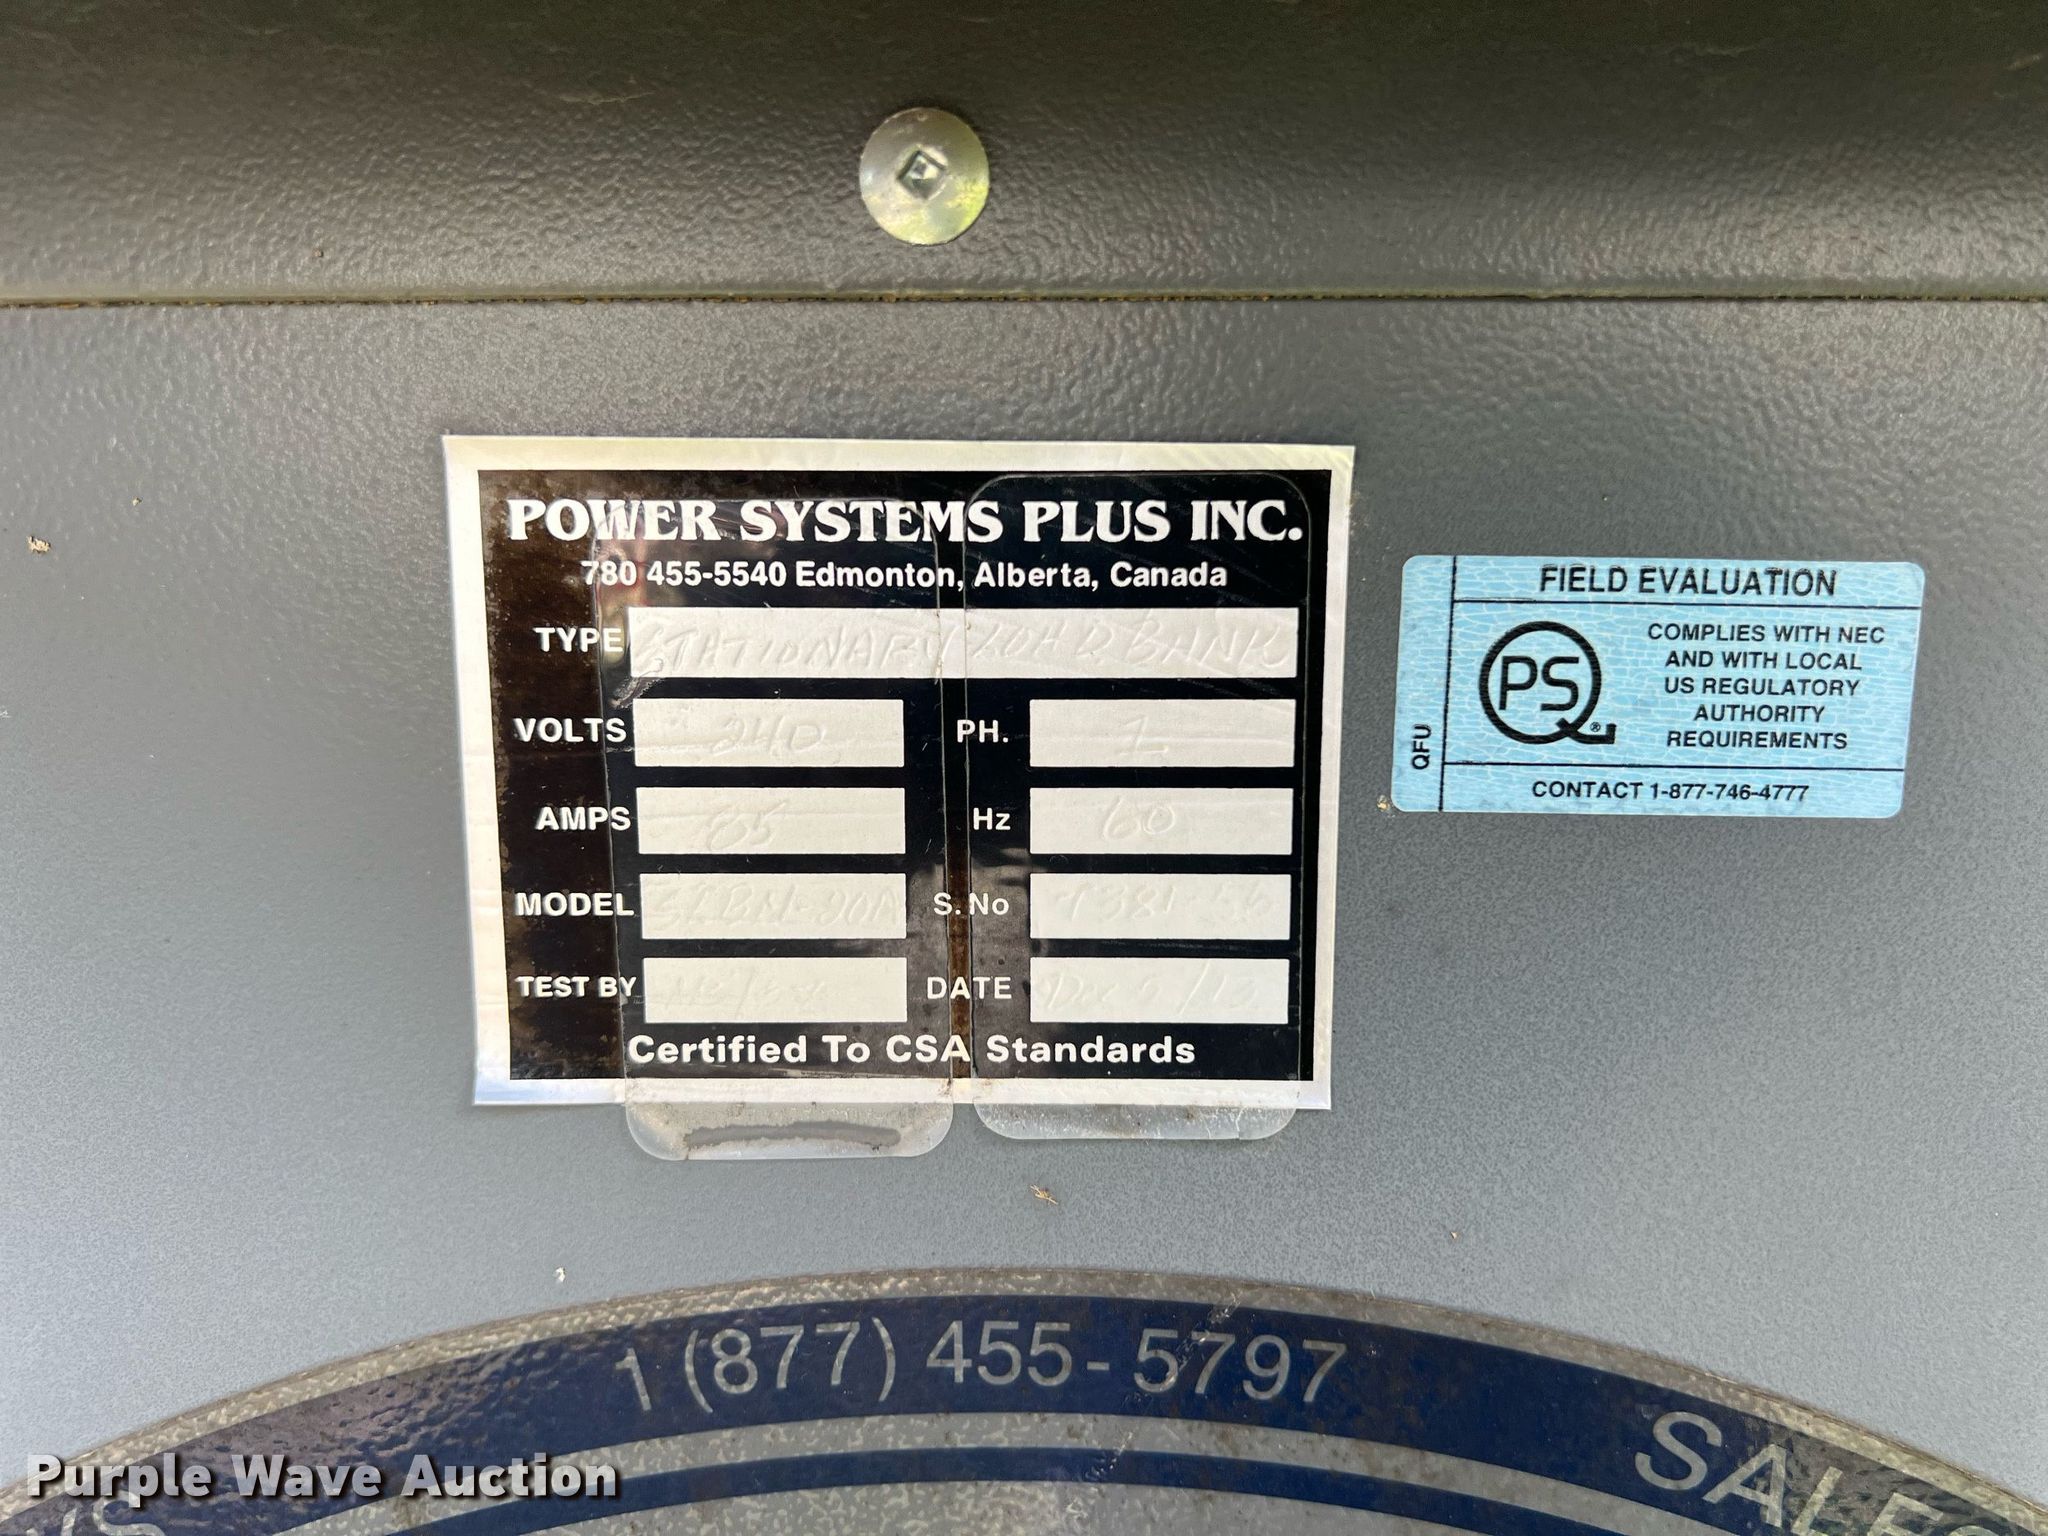 POWER SYSTEMS PLUS INC.
780 455-5540 Edmonton, Alberta, Canada
TYPE STATIONARY LOAD BANK
VOLTS 240 PH. 1
AMPS 85 Hz 60
MODEL S. No
TEST BY DATE
Certified To CSA Standards
FIELD EVALUATION
QFU
PS
COMPLIES WITH NEC
AND WITH LOCAL
US REGULATORY
AUTHORITY
REQUIREMENTS
CONTACT 1-877-746-4777
1 (877) 455-5797
Purple Wave Auction